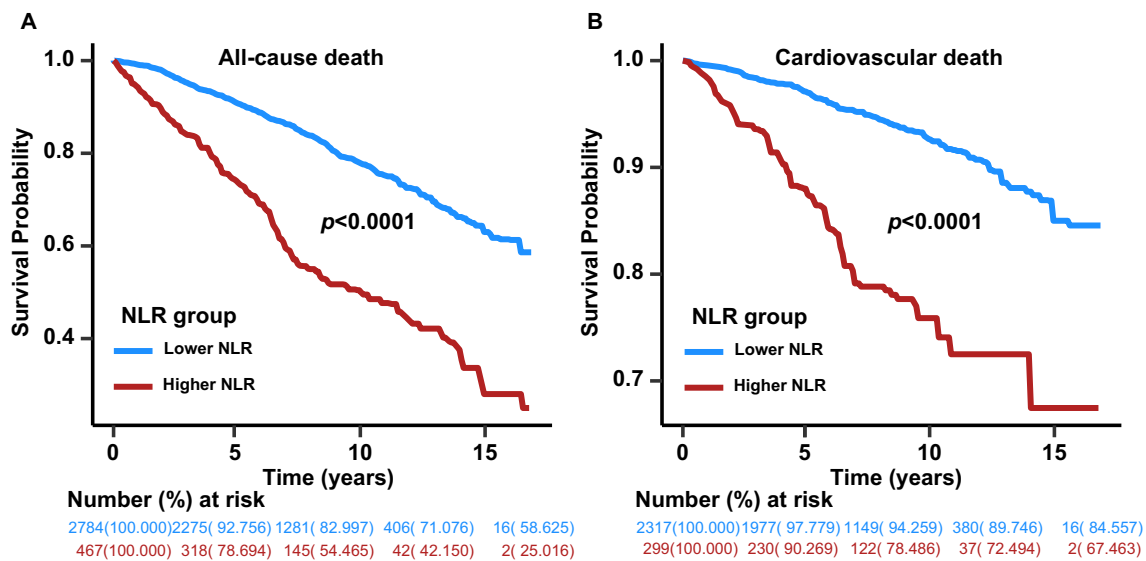 A
All-cause death
1.0
0.8
0.6
0.4
Survival Probability
p<0.0001
NLR group
Lower NLR
Higher NLR
0 5 10 15
Time (years)
Number (%) at risk
2784(100.000) 2275( 92.756) 1281( 82.997) 406( 71.076) 16( 58.625)
467(100.000) 318( 78.694) 145( 54.465) 42( 42.150) 2( 25.016)
B
Cardiovascular death
1.0
0.9
0.8
0.7
Survival Probability
p<0.0001
NLR group
Lower NLR
Higher NLR
0 5 10 15
Time (years)
Number (%) at risk
2317(100.000) 1977( 97.779) 1149( 94.259) 380( 89.746) 16( 84.557)
299(100.000) 230( 90.269) 122( 78.486) 37( 72.494) 2( 67.463)